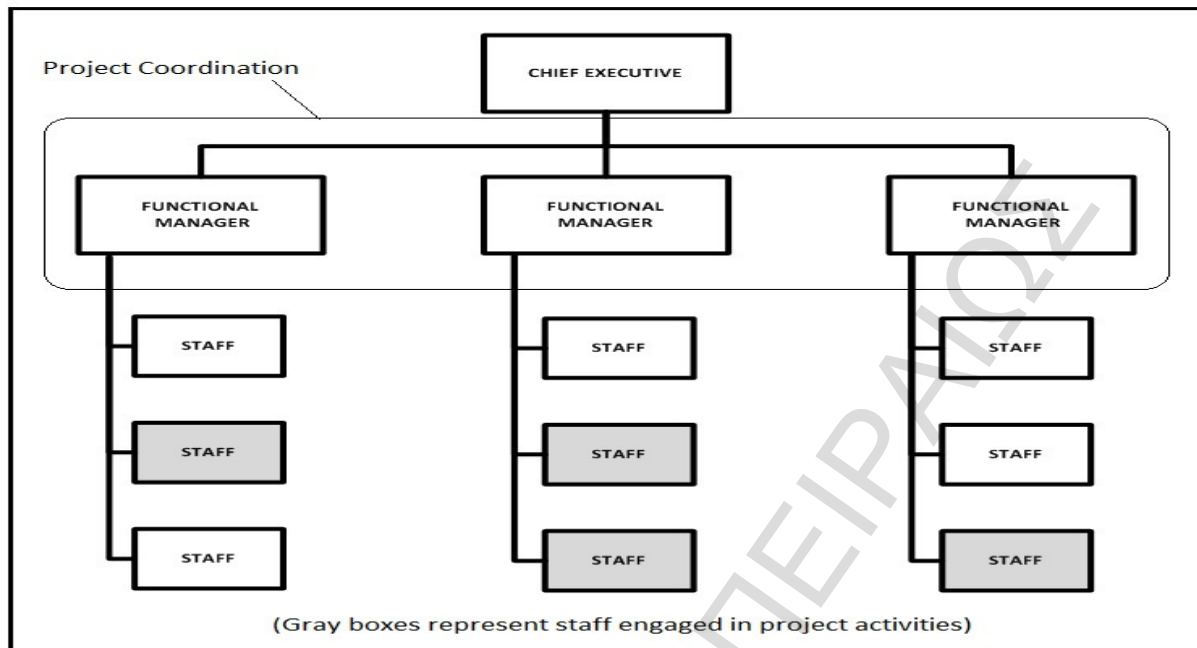 CHIEF EXECUTIVE
Project Coordination
FUNCTIONAL
MANAGER
FUNCTIONAL
MANAGER
FUNCTIONAL
MANAGER
STAFF
STAFF
STAFF
STAFF
STAFF
STAFF
STAFF
STAFF
STAFF
(Gray boxes represent staff engaged in project activities)
ΠΕΙΡΑΙΩΣ